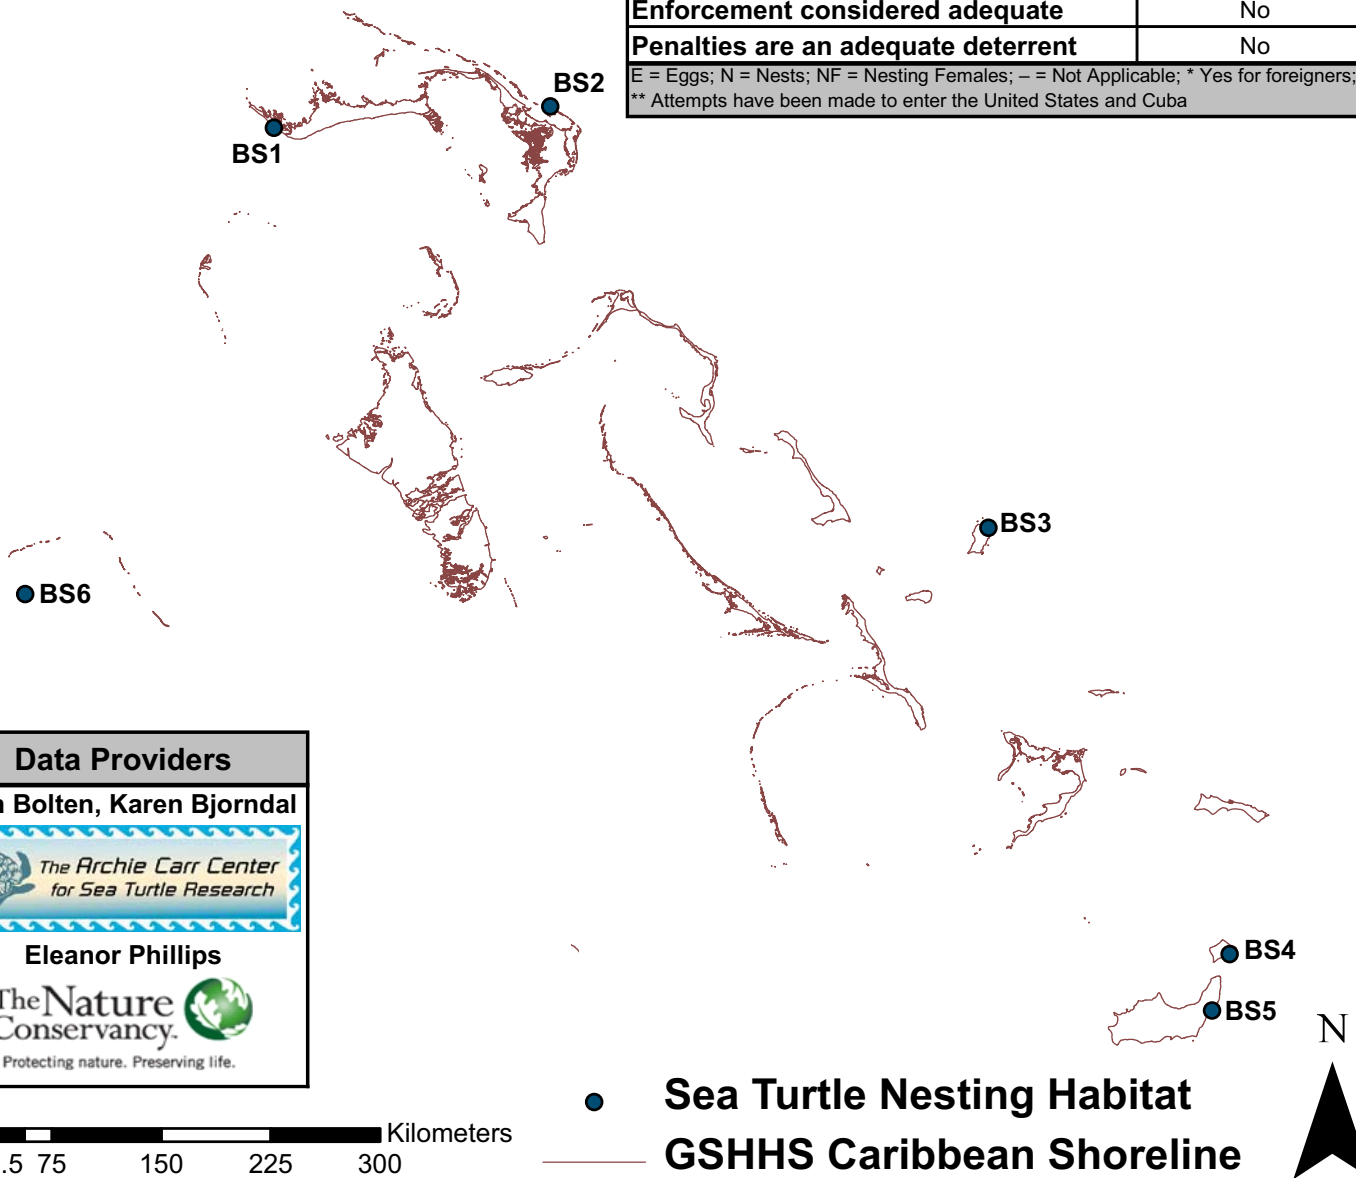 Enforcement considered adequate No
Penalties are an adequate deterrent No
E = Eggs; N = Nests; NF = Nesting Females; – = Not Applicable; * Yes for foreigners;
** Attempts have been made to enter the United States and Cuba
BS2
BS1
BS3
BS6
Data Providers
Bolten, Karen Bjorndal
The Archie Carr Center
for Sea Turtle Research
Eleanor Phillips
The Nature
Conservancy.
Protecting nature. Preserving life.
BS4
BS5
N
Sea Turtle Nesting Habitat
GSHHS Caribbean Shoreline
Kilometers
.5 75 150 225 300